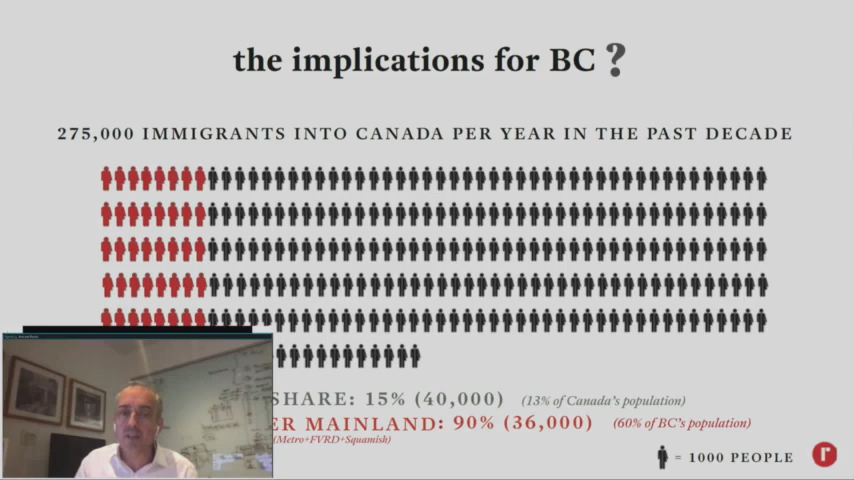 the implications for BC ?
275,000 IMMIGRANTS INTO CANADA PER YEAR IN THE PAST DECADE
SHARE: 15% (40,000) (13% of Canada's population)
ER MAINLAND: 90% (36,000) (60% of BC's population)
(Metro+FVRD+Squamish)
= 1000 PEOPLE
r